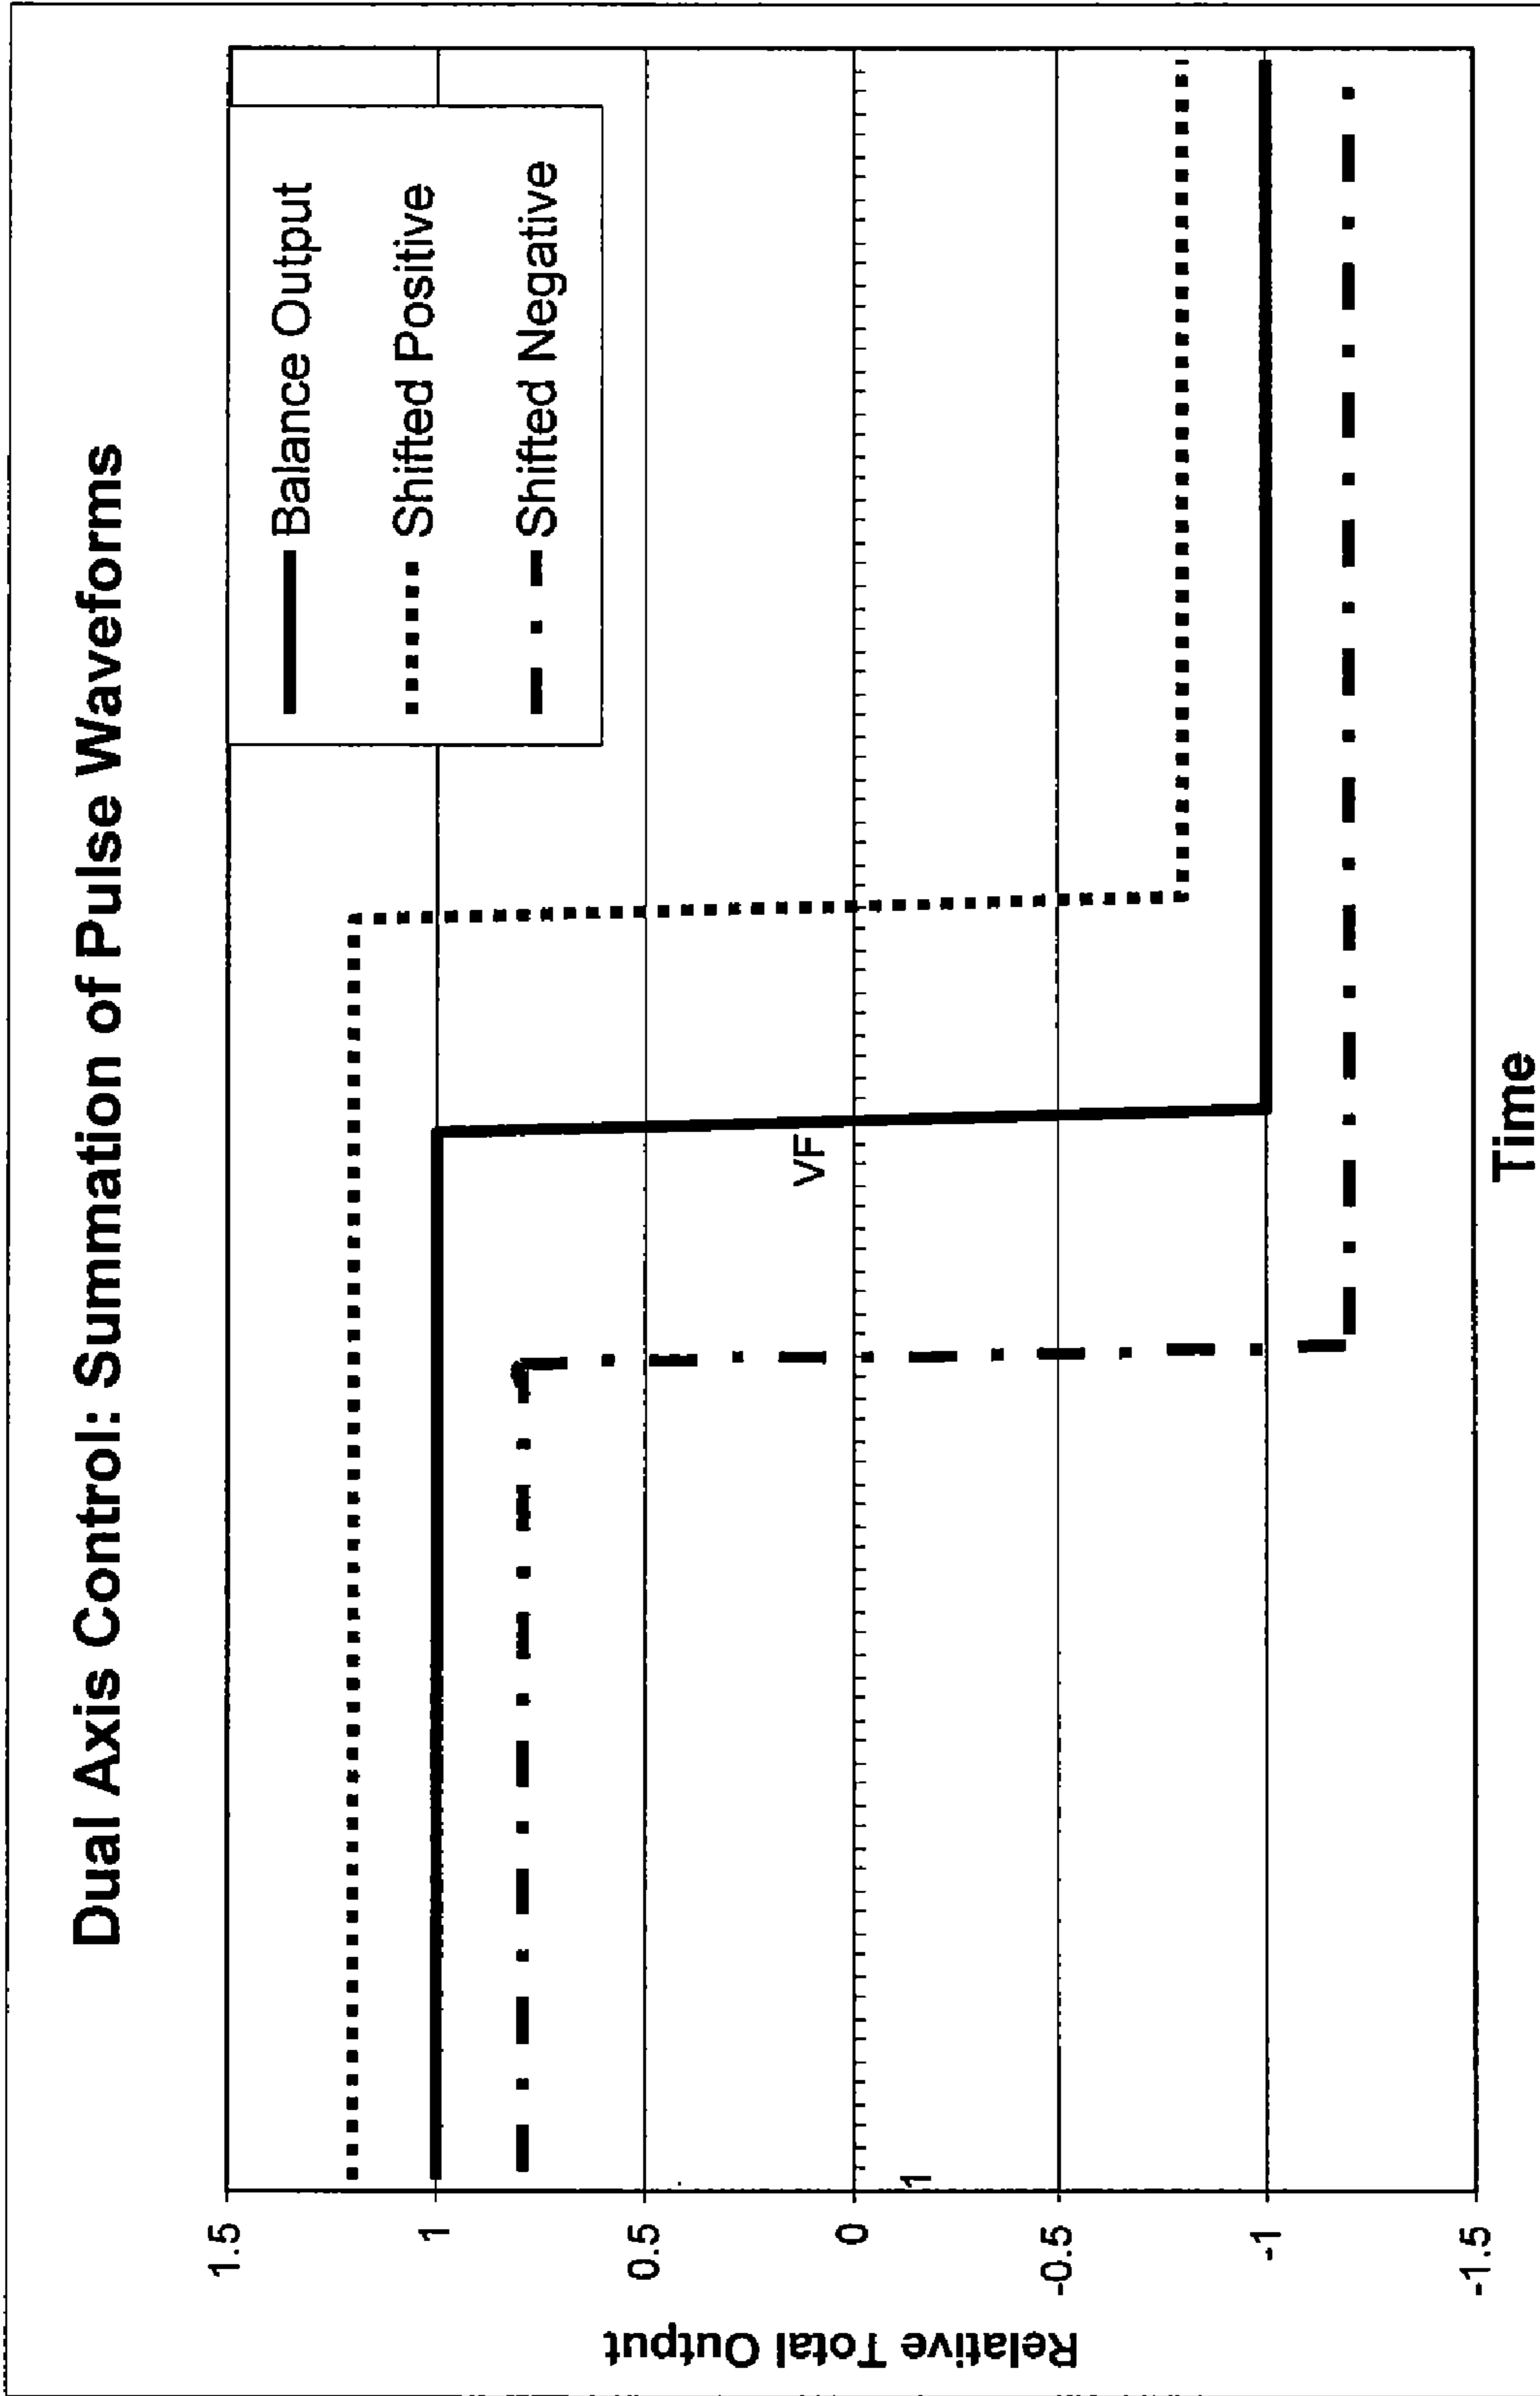 Dual Axis Control: Summation of Pulse Waveforms
Balance Output
Shifted Positive
Shifted Negative
Relative Total Output
1.5
1
0.5
0
-0.5
-1
-1.5
VF
1
Time